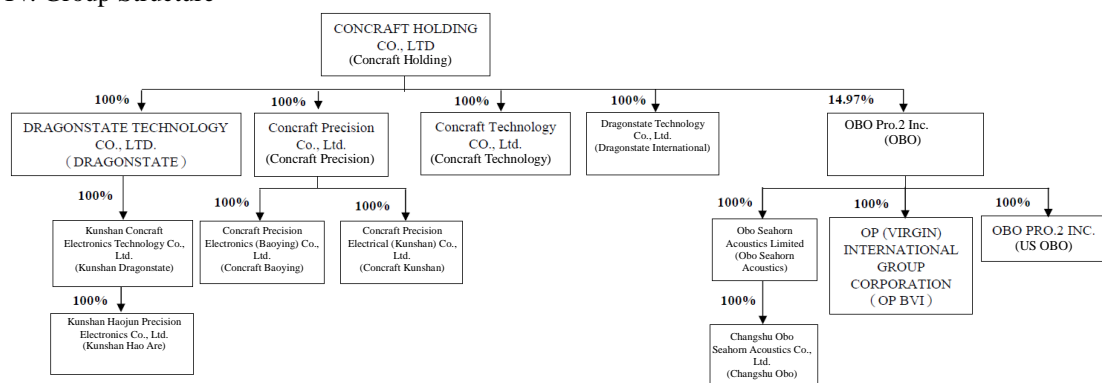 IV. Group Structure
CONCRAFT HOLDING
CO., LTD
(Concraft Holding)
100%
100%
100%
100%
14.97%
DRAGONSTATE TECHNOLOGY
CO., LTD.
( DRAGONSTATE )
Concraft Precision
Co., Ltd.
(Concraft Precision)
Concraft Technology
CO., Ltd.
(Concraft Technology)
Dragonstate Technology
Co., Ltd.
(Dragonstate International)
OBO Pro.2 Inc.
(OBO)
100%
100%
100%
100%
100%
100%
Kunshan Concraft
Electronics Technology Co.,
Ltd.
(Kunshan Dragonstate)
Concraft Precision
Electronics (Baoying) Co.,
Ltd.
(Concraft Baoying)
Concraft Precision
Electrical (Kunshan) Co.,
Ltd.
(Concraft Kunshan)
Obo Seahorn
Acoustics Limited
(Obo Seahorn
Acoustics)
OP (VIRGIN)
INTERNATIONAL
GROUP
CORPORATION
( OP BVI )
OBO PRO.2 INC.
(US OBO)
100%
100%
Kunshan Haojun Precision
Electronics Co., Ltd.
(Kunshan Hao Are)
Changshu Obo
Seahorn Acoustics Co.,
Ltd.
(Changshu Obo)